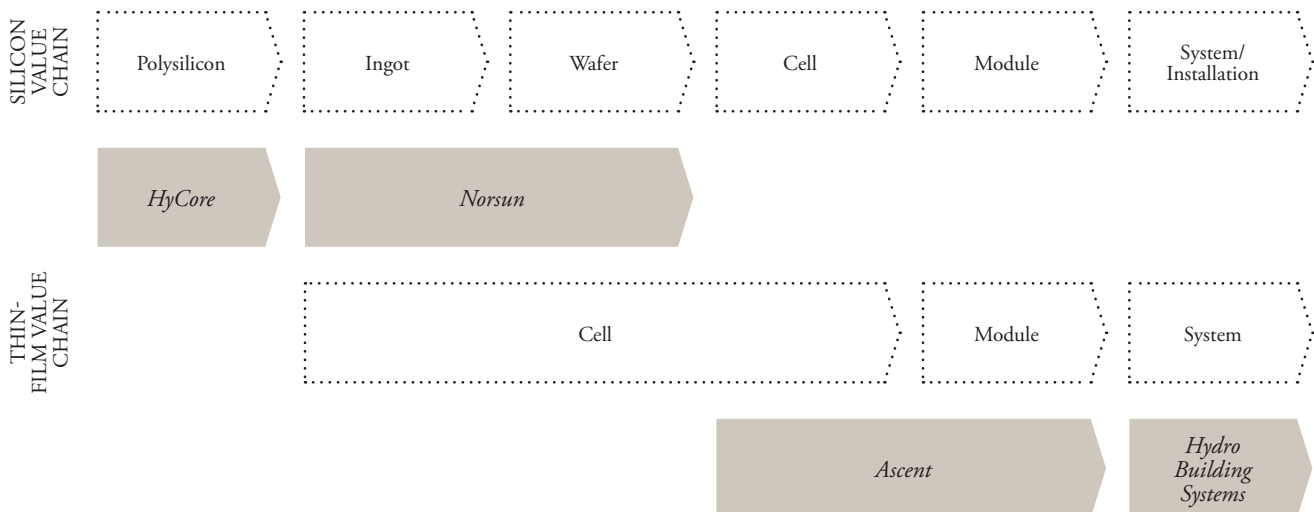 SILICON
VALUE
CHAIN
Polysilicon
Ingot
Wafer
Cell
Module
System/
Installation
HyCore
Norsun
THIN-
FILM VALUE
CHAIN
Cell
Module
System
Ascent
Hydro
Building
Systems